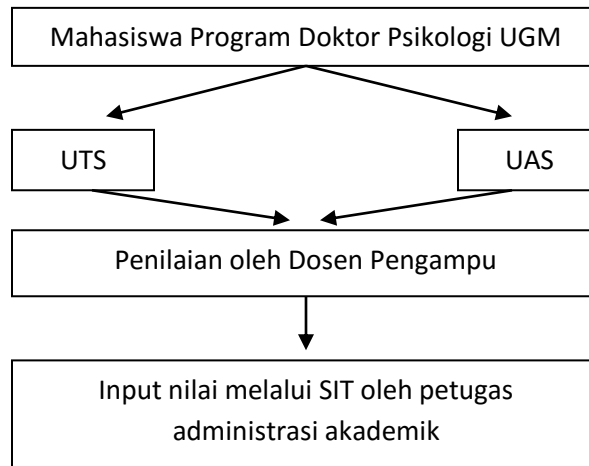 Mahasiswa Program Doktor Psikologi UGM
UTS
UAS
Penilaian oleh Dosen Pengampu
Input nilai melalui SIT oleh petugas
administrasi akademik